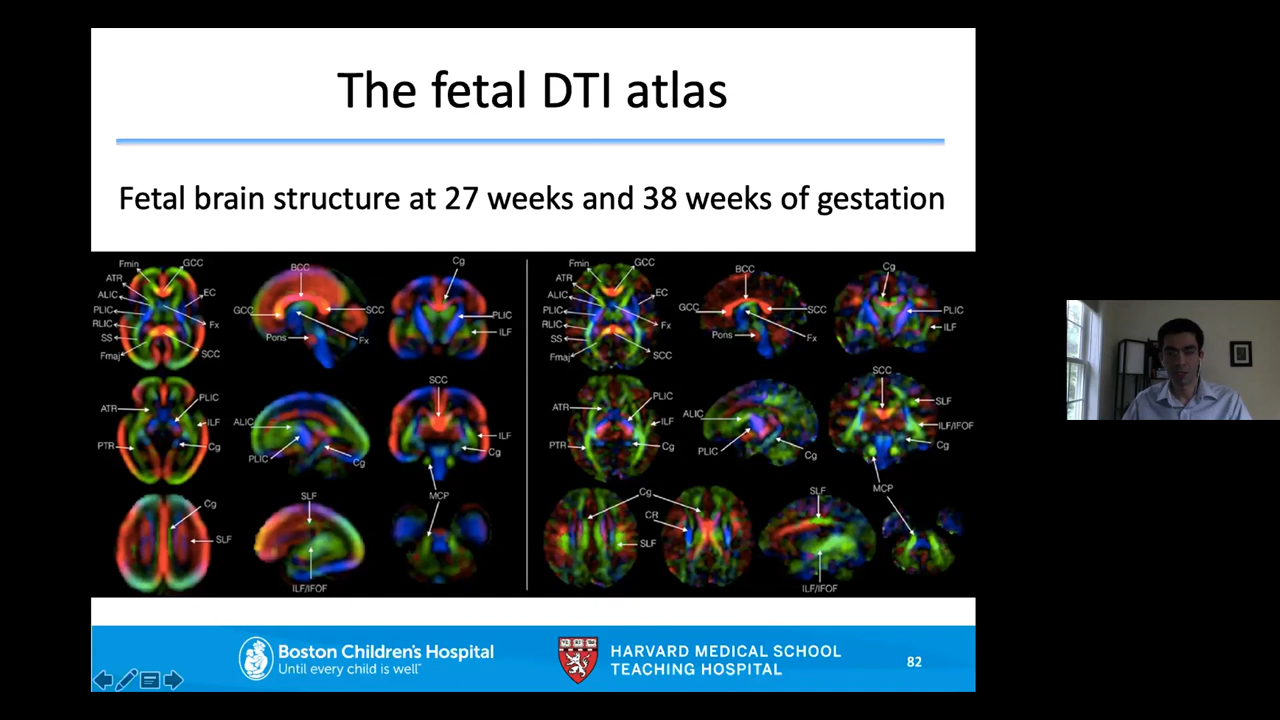 The fetal DTI atlas
Fetal brain structure at 27 weeks and 38 weeks of gestation
Fmin
GCC
ATR
ALIC
EC
PLIC
RLIC
Fx
SS
Fmaj
SCC
BCC
GCC
SCC
Pons
Fx
Cg
PLIC
ILF
ATR
PLIC
ILF
PTR
Cg
ALIC
PLIC
Cg
SCC
ILF
Cg
Cg
SLF
SLF
ILF/IFOF
MCP
Fmin
GCC
ATR
ALIC
EC
PLIC
RLIC
Fx
SS
Fmaj
SCC
BCC
GCC
SCC
Pons
Fx
Cg
PLIC
ILF
ATR
PLIC
ILF
PTR
Cg
ALIC
PLIC
Cg
SCC
SLF
ILF/IFOF
Cg
Cg
CR
SLF
SLF
ILF/IFOF
MCP
Boston Children's Hospital
Until every child is well™
VE RI TAS
HARVARD MEDICAL SCHOOL
TEACHING HOSPITAL
82